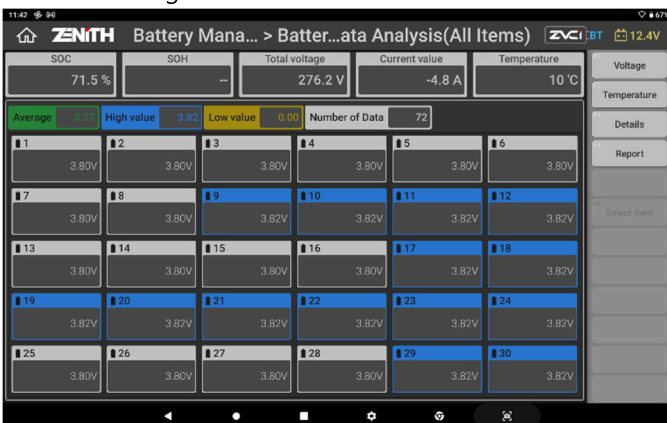 11:42
67%
ZENITH Battery Mana... > Batter...ata Analysis(All Items) ZVCI BT 12.4V
SOC SOH Total voltage Current value Temperature
71.5 % -- 276.2 V -4.8 A 10 ℃
Voltage
Temperature
Details
Report
Select Item
Average 3.17 High value 3.82 Low value 0.00 Number of Data 72
1 2 3 4 5 6
3.80V 3.80V 3.80V 3.80V 3.80V 3.80V
7 8 9 10 11 12
3.80V 3.80V 3.82V 3.82V 3.82V 3.82V
13 14 15 16 17 18
3.80V 3.80V 3.80V 3.80V 3.82V 3.82V
19 20 21 22 23 24
3.82V 3.82V 3.82V 3.82V 3.82V 3.82V
25 26 27 28 29 30
3.80V 3.80V 3.80V 3.80V 3.82V 3.82V